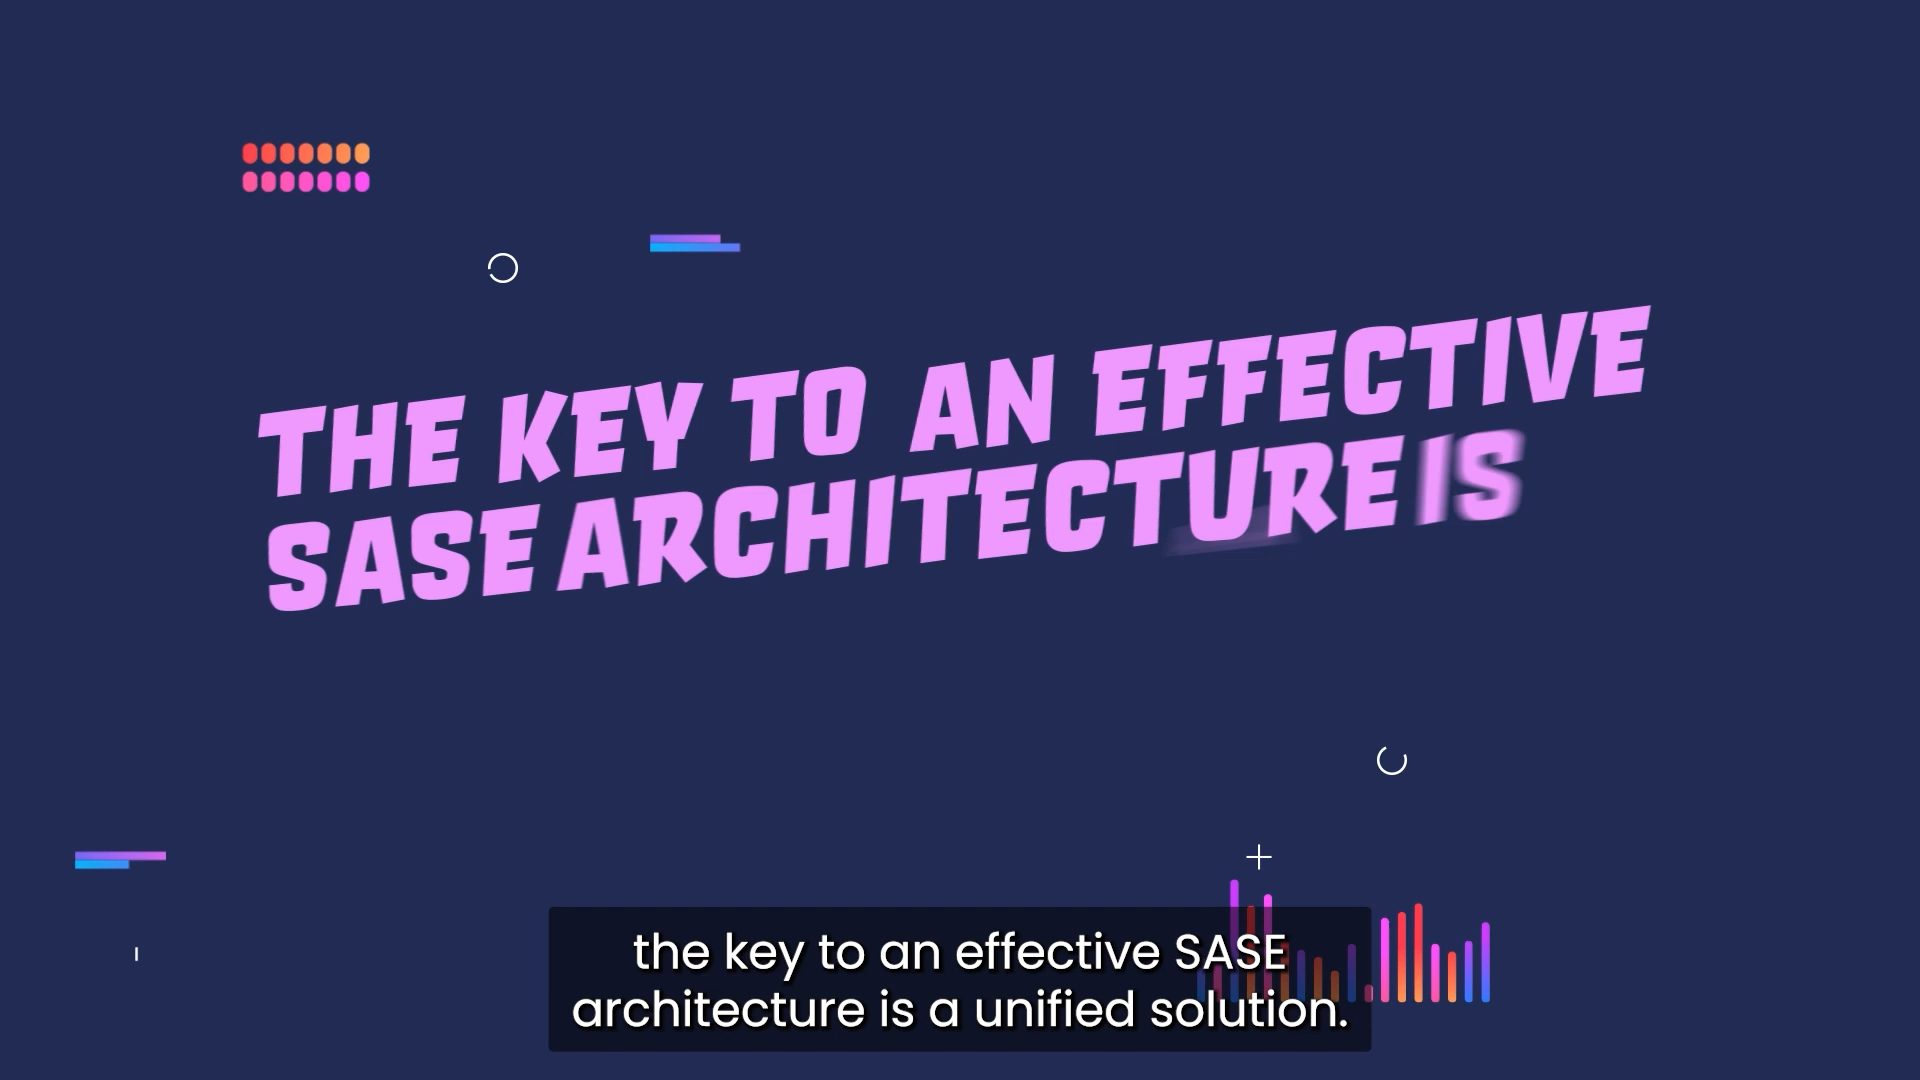 THE KEY TO AN EFFECTIVE
SASE ARCHITECTURE IS
the key to an effective SASE
architecture is a unified solution.